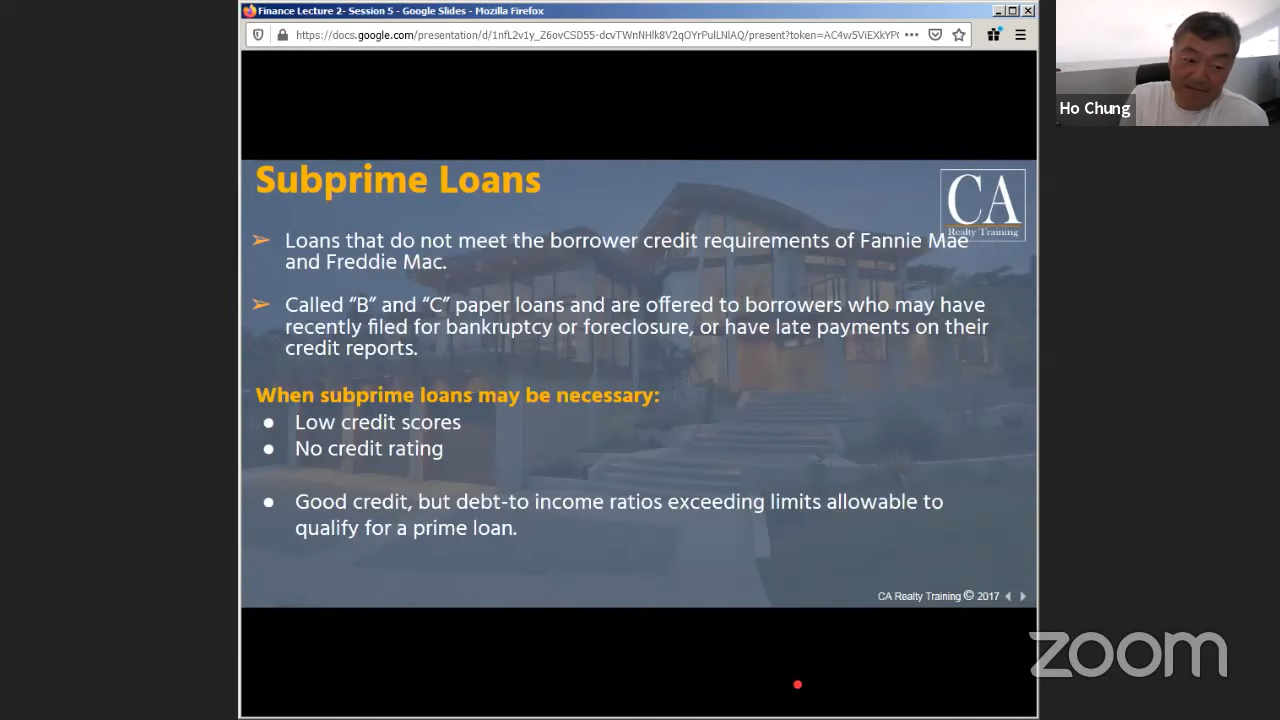 Finance Lecture 2- Session 5 - Google Slides - Mozilla Firefox
Ho Chung
Subprime Loans
CA
Realty Training
➢ Loans that do not meet the borrower credit requirements of Fannie Mae
and Freddie Mac.
➢ Called “B” and “C” paper loans and are offered to borrowers who may have
recently filed for bankruptcy or foreclosure, or have late payments on their
credit reports.
When subprime loans may be necessary:
● Low credit scores
● No credit rating
● Good credit, but debt-to income ratios exceeding limits allowable to
qualify for a prime loan.
CA Realty Training © 2017
zoom